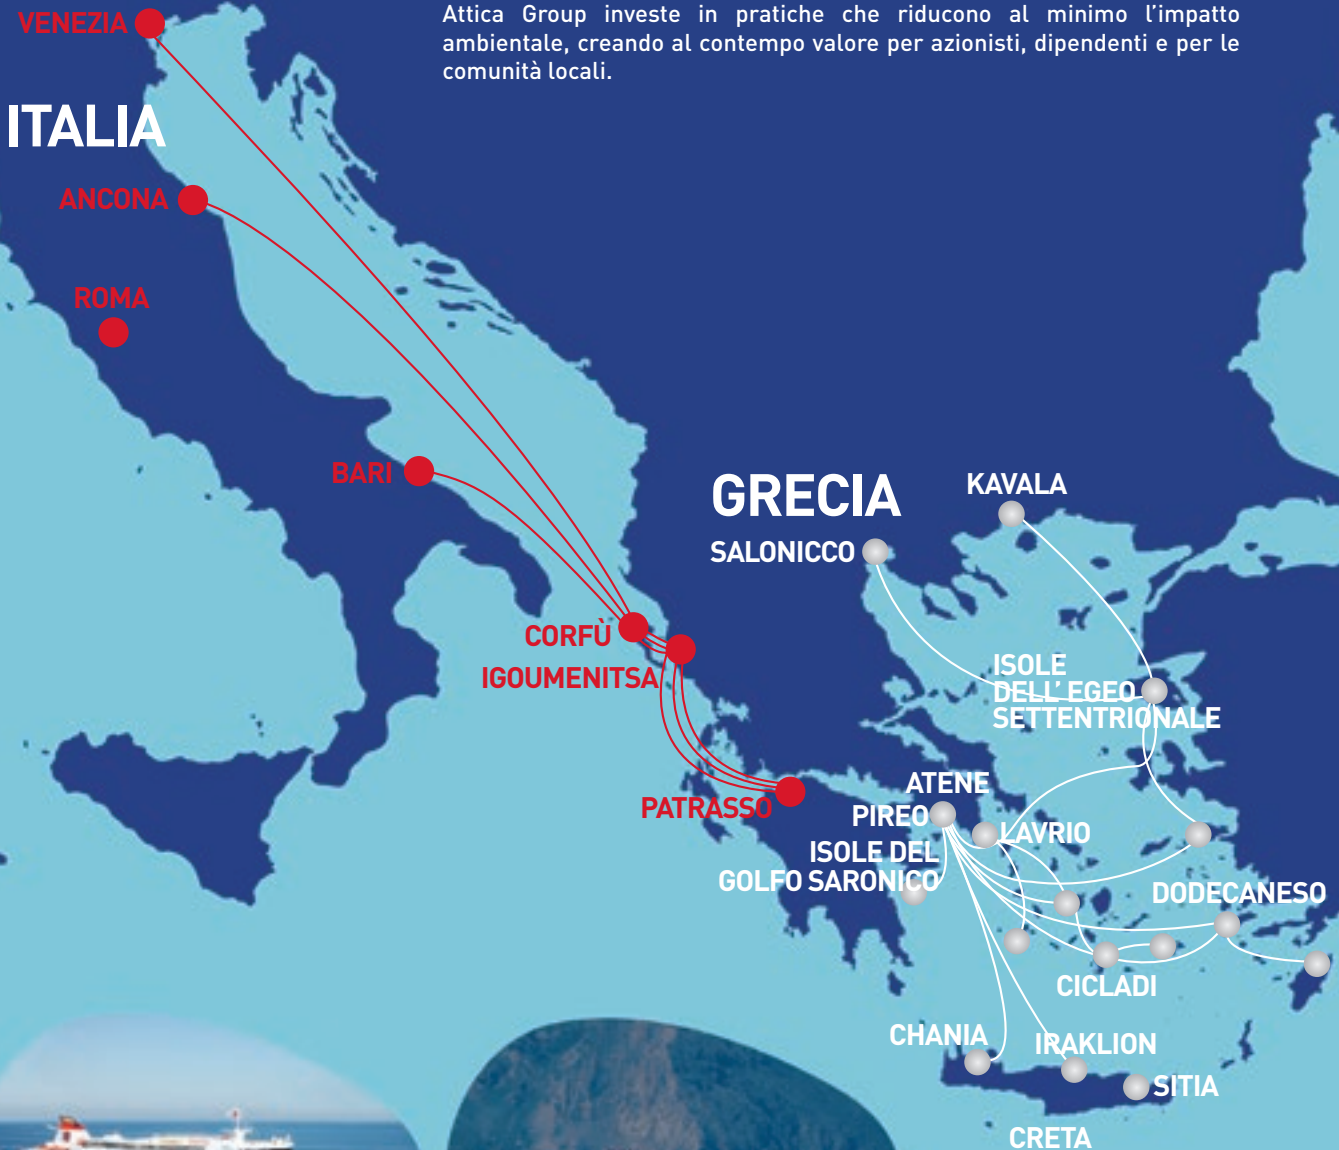 Attica Group investe in pratiche che riducono al minimo l’impatto
ambientale, creando al contempo valore per azionisti, dipendenti e per le
comunità locali.
VENEZIA
ITALIA
ANCONA
ROMA
BARI
GRECIA
KAVALA
SALONICCO
CORFÙ
IGOUMENITSA
ISOLE
DELL’ EGEO
SETTENTRIONALE
PATRASSO
ATENE
PIREO
LAVRIO
ISOLE DEL
GOLFO SARONICO
DODECANESO
CICLADI
CHANIA
IRAKLION
SITIA
CRETA